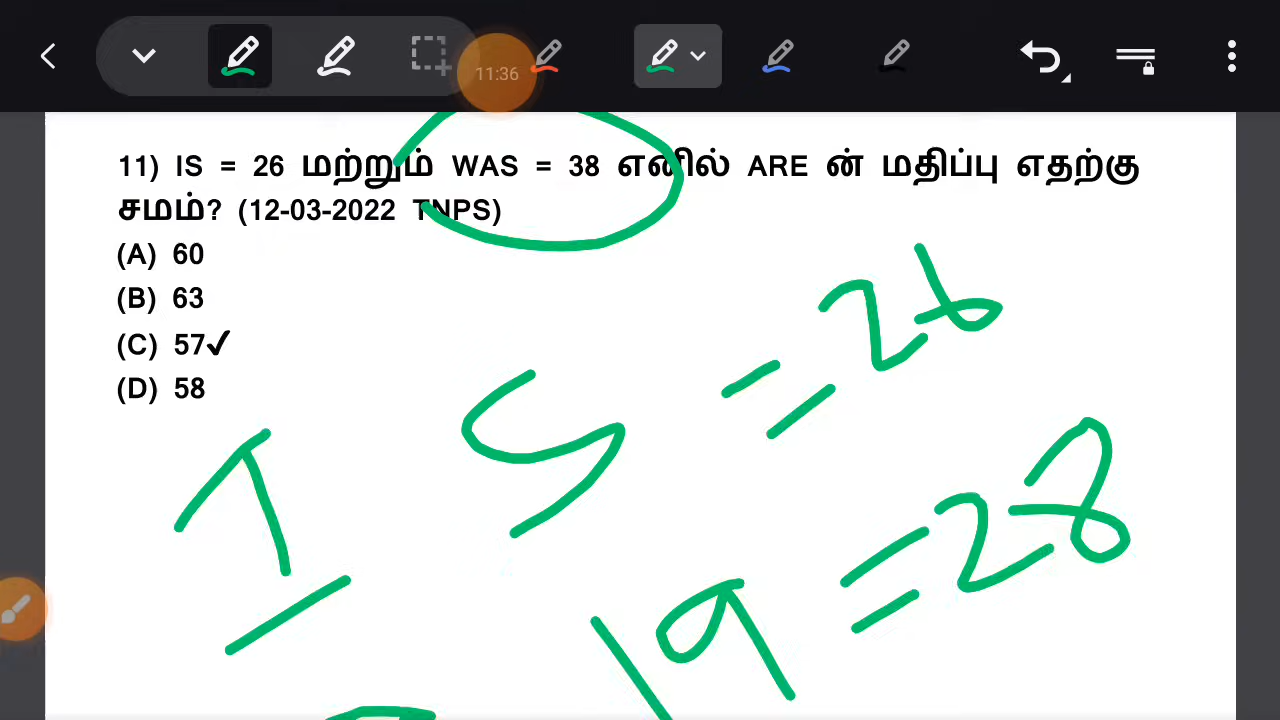 11:36
11) IS = 26 மற்றும் WAS = 38 எனில் ARE ன் மதிப்பு எதற்கு
சமம்? (12-03-2022 TNPS)
(A) 60
(B) 63
(C) 57✓
(D) 58
I S = 26
19 = 28